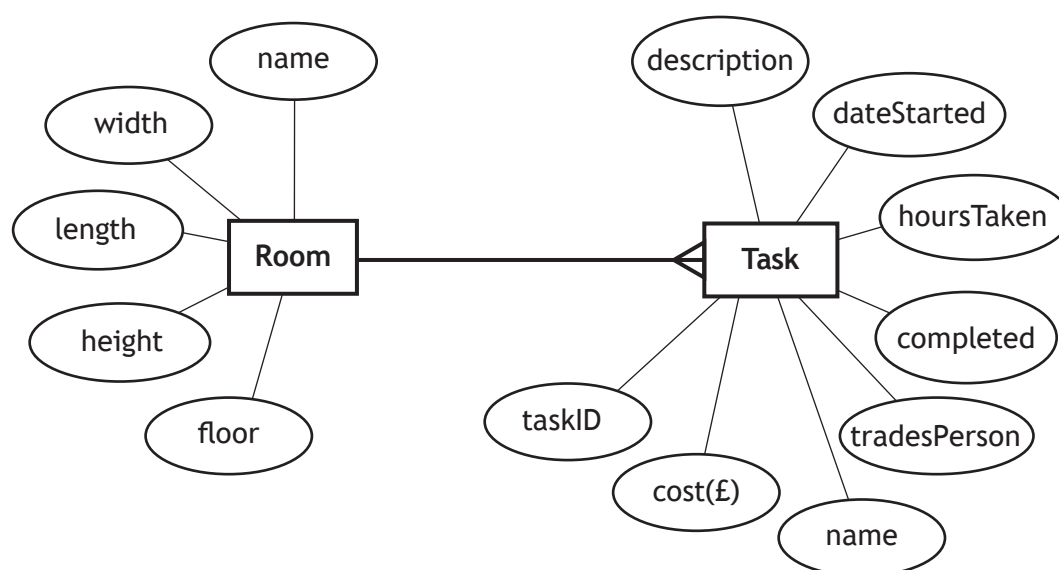 name
description
width
dateStarted
length
hoursTaken
Room
Task
height
completed
taskID
floor
tradesPerson
cost(£)
name